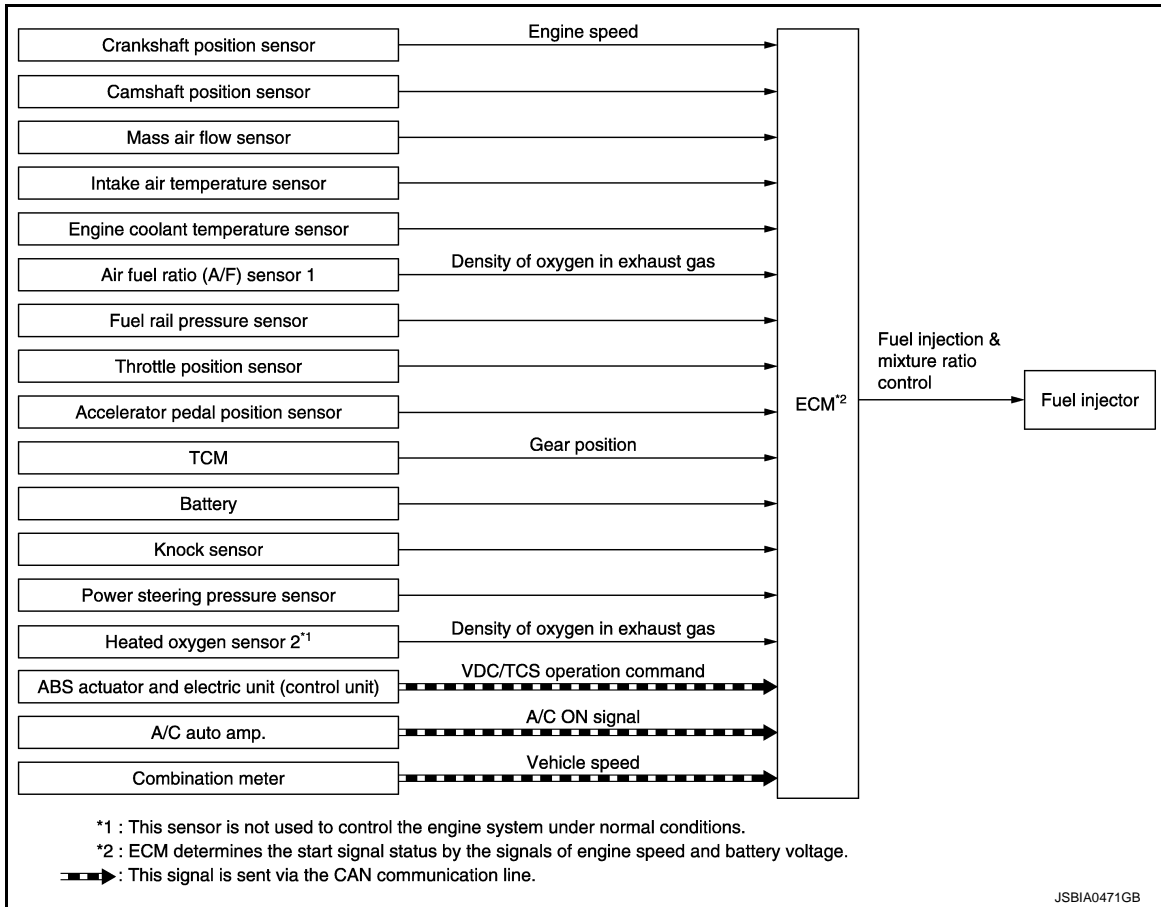 Crankshaft position sensor
Engine speed
Camshaft position sensor
Mass air flow sensor
Intake air temperature sensor
Engine coolant temperature sensor
Air fuel ratio (A/F) sensor 1
Density of oxygen in exhaust gas
Fuel rail pressure sensor
Throttle position sensor
Accelerator pedal position sensor
TCM
Gear position
Battery
Knock sensor
Power steering pressure sensor
Heated oxygen sensor 2*1
Density of oxygen in exhaust gas
ABS actuator and electric unit (control unit)
VDC/TCS operation command
A/C auto amp.
A/C ON signal
Combination meter
Vehicle speed
ECM*2
Fuel injection &
mixture ratio
control
Fuel injector
*1 : This sensor is not used to control the engine system under normal conditions.
*2 : ECM determines the start signal status by the signals of engine speed and battery voltage.
: This signal is sent via the CAN communication line.
JSBIA0471GB